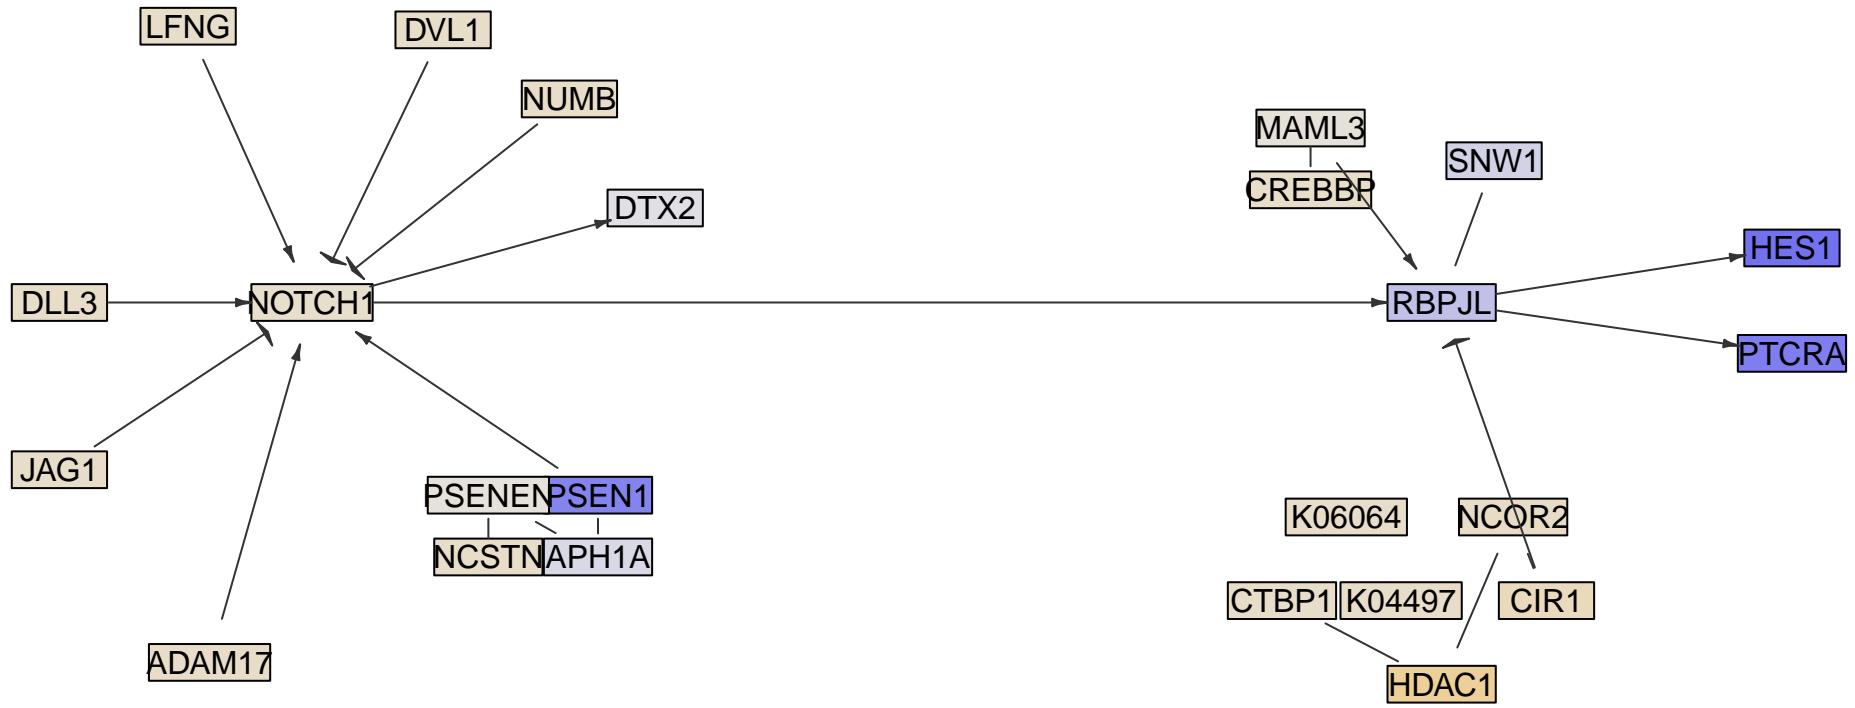 LFNG
DVL1
NUMB
MAML3
SNW1
CREBBP
DTX2
HES1
DLL3
NOTCH1
RBPJL
PTCRA
JAG1
PSENEN
PSEN1
K06064
NCOR2
NCSTN
APH1A
CTBP1
K04497
CIR1
ADAM17
HDAC1